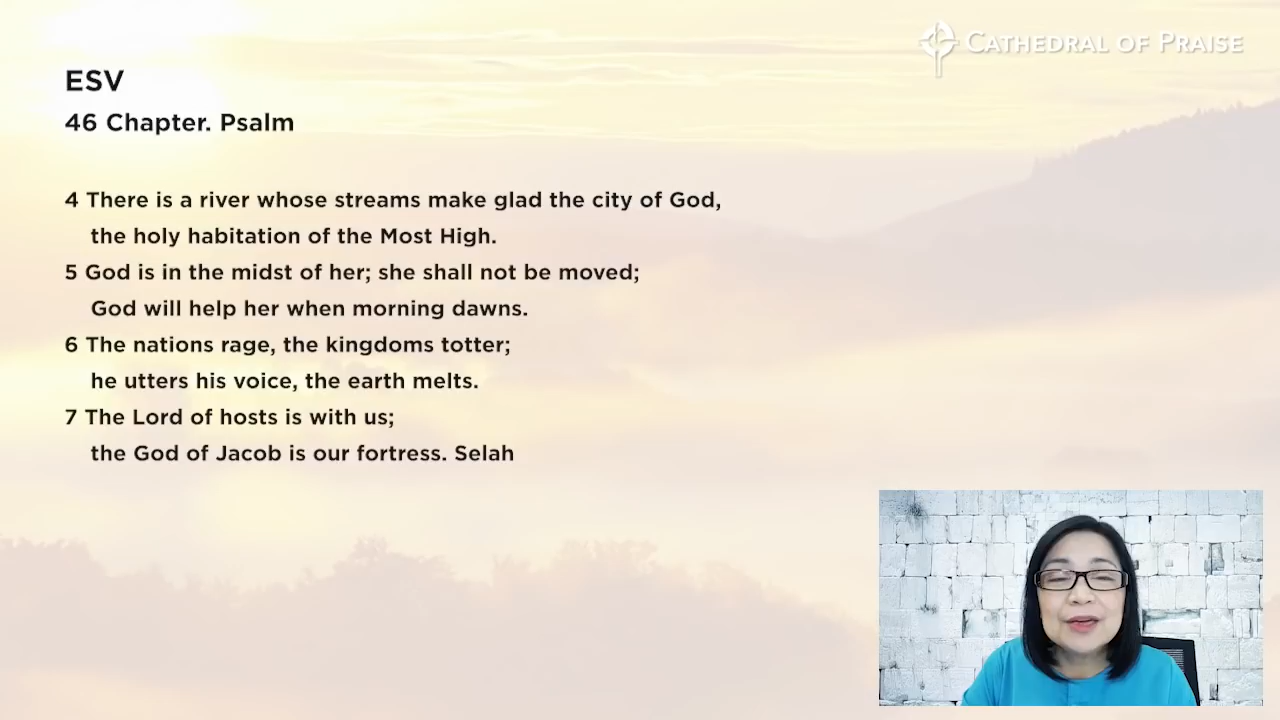 CATHEDRAL OF PRAISE
ESV
46 Chapter. Psalm
4 There is a river whose streams make glad the city of God,
the holy habitation of the Most High.
5 God is in the midst of her; she shall not be moved;
God will help her when morning dawns.
6 The nations rage, the kingdoms totter;
he utters his voice, the earth melts.
7 The Lord of hosts is with us;
the God of Jacob is our fortress. Selah